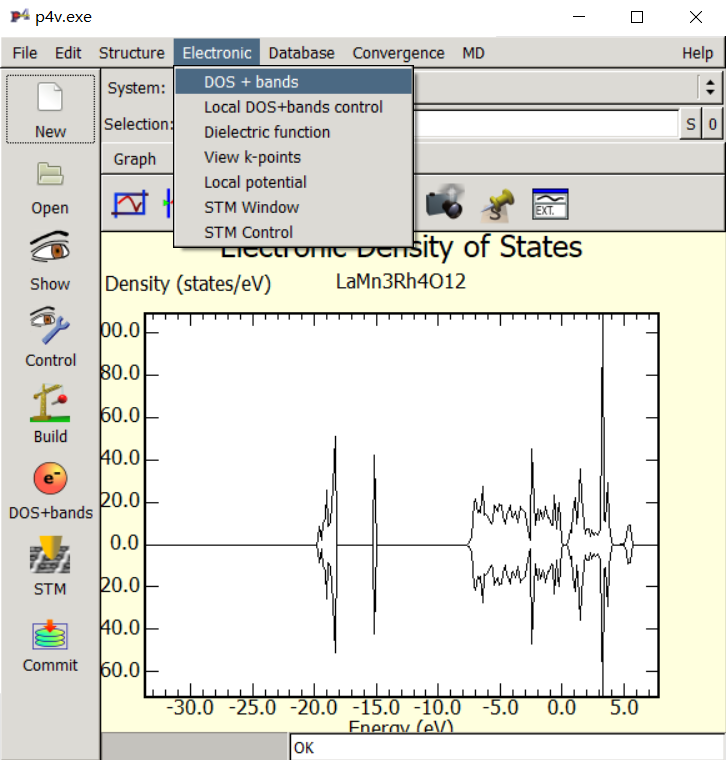 p4v.exe
File Edit Structure Electronic Database Convergence MD Help
System:
DOS + bands
Local DOS+bands control
Dielectric function
View k-points
Local potential
STM Window
STM Control
Selection: S 0
Graph
New
Open
Show
Control
Build
e-
DOS+bands
STM
Commit
EXT.
Electronic Density of States
Density (states/eV) LaMn3Rh4O12
00.0
80.0
60.0
40.0
20.0
0.0
20.0
40.0
60.0
-30.0 -25.0 -20.0 -15.0 -10.0 -5.0 0.0 5.0
Energy (eV)
OK